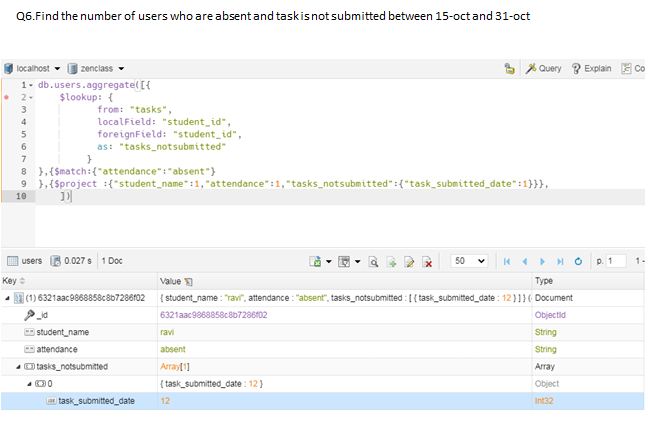 Q6.Find the number of users who are absent and task is not submitted between 15-oct and 31-oct
localhost zenclass Query Explain Co
1 db.users.aggregate([{
2 $lookup: {
3 from: "tasks",
4 localField: "student_id",
5 foreignField: "student_id",
6 as: "tasks_notsubmitted"
7 }
8 },{$match:{"attendance":"absent"}
9 },{$project :{"student_name":1,"attendance":1,"tasks_notsubmitted":{"task_submitted_date":1}}},
10 ])
users 0.027 s 1 Doc 50 p. 1 1-
Key Value Type
(1) 6321aac9868858c8b7286f02 { student_name : "ravi", attendance : "absent", tasks_notsubmitted : [ { task_submitted_date : 12 } ] } ( Document
_id 6321aac9868858c8b7286f02 ObjectId
student_name ravi String
attendance absent String
tasks_notsubmitted Array[1] Array
0 { task_submitted_date : 12 } Object
task_submitted_date 12 Int32